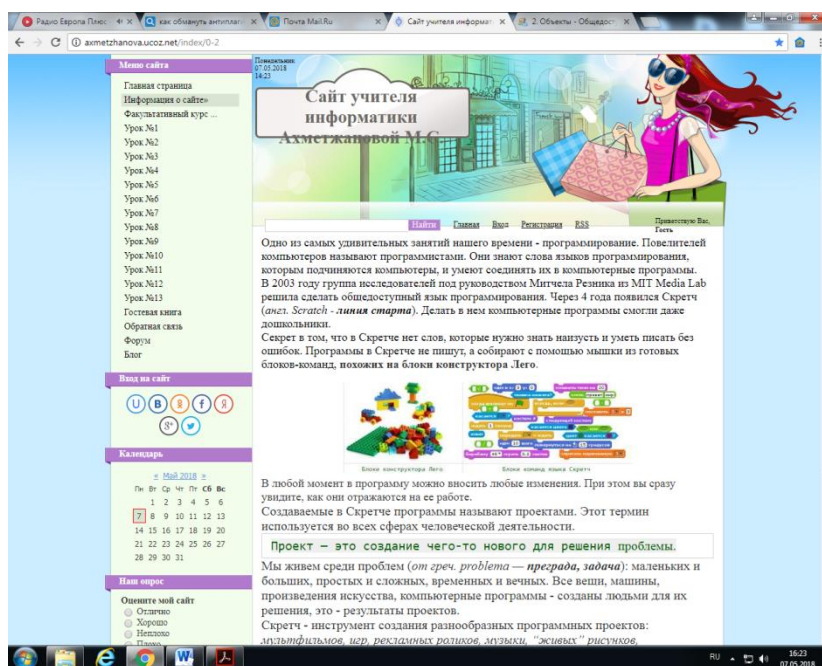 Радио Европа Плюс
как обмануть антиплаг
Почта Mail.Ru
Сайт учителя информат
2. Объекты - Общедост
axmetzhanova.ucoz.net/index/0-2
Меню сайта
Главная страница
Информация о сайте»
Факультативный курс ...
Урок №1
Урок №2
Урок №3
Урок №4
Урок №5
Урок №6
Урок №7
Урок №8
Урок №9
Урок №10
Урок №11
Урок №12
Урок №13
Гостевая книга
Обратная связь
Форум
Блог
Вход на сайт
Календарь
« Май 2018 »
Пн Вт Ср Чт Пт Сб Вс
1 2 3 4 5 6
7 8 9 10 11 12 13
14 15 16 17 18 19 20
21 22 23 24 25 26 27
28 29 30 31
Наш опрос
Оцените мой сайт
Отлично
Хорошо
Неплохо
Плохо
Понедельник
07.05.2018
14:23
Сайт учителя
информатики
Ахметжановой М.С
Найти Главная Вход Регистрация RSS
Приветствую Вас,
Гость
Одно из самых удивительных занятий нашего времени - программирование. Повелителей
компьютеров называют программистами. Они знают слова языков программирования,
которым подчиняются компьютеры, и умеют соединять их в компьютерные программы.
В 2003 году группа исследователей под руководством Митчела Резника из MIT Media Lab
решила сделать общедоступный язык программирования. Через 4 года появился Скретч
(англ. Scratch - линия старта). Делать в нем компьютерные программы смогли даже
дошкольники.
Секрет в том, что в Скретче нет слов, которые нужно знать наизусть и уметь писать без
ошибок. Программы в Скретче не пишут, а собирают с помощью мышки из готовых
блоков-команд, похожих на блоки конструктора Лего.
Блоки конструктора Лего
Блоки команд языка Скретч
В любой момент в программу можно вносить любые изменения. При этом вы сразу
увидите, как они отражаются на ее работе.
Создаваемые в Скретче программы называют проектами. Этот термин
используется во всех сферах человеческой деятельности.
Проект — это создание чего-то нового для решения проблемы.
Мы живем среди проблем (от греч. problema — преграда, задача): маленьких и
больших, простых и сложных, временных и вечных. Все вещи, машины,
произведения искусства, компьютерные программы - созданы людьми для их
решения, это - результаты проектов.
Скретч - инструмент создания разнообразных программных проектов:
мультфильмов, игр, рекламных роликов, музыки, "живых" рисунков,
RU
16:23
07.05.2018